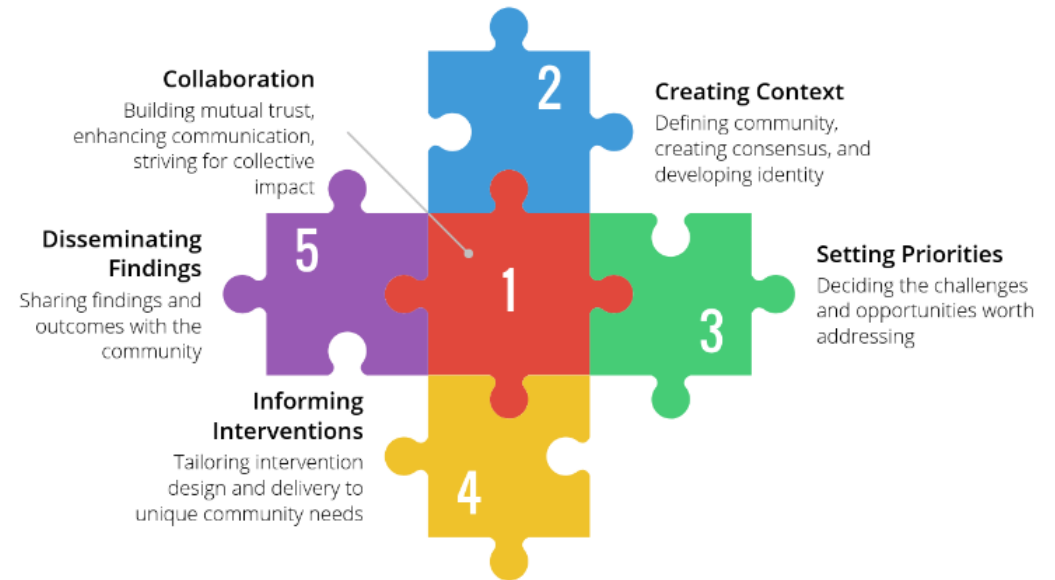 Collaboration
Building mutual trust,
enhancing communication,
striving for collective
impact
2
Creating Context
Defining community,
creating consensus, and
developing identity
Disseminating
Findings
Sharing findings and
outcomes with the
community
5
1
3
Setting Priorities
Deciding the challenges
and opportunities worth
addressing
Informing
Interventions
Tailoring intervention
design and delivery to
unique community needs
4